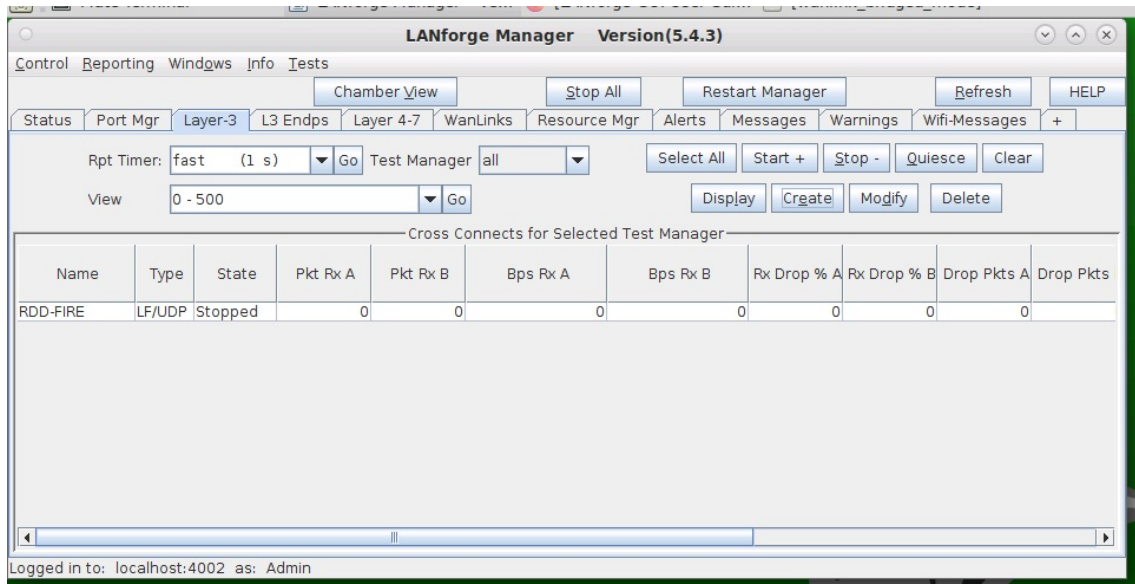 LANforge Manager Version(5.4.3)
Control Reporting Windows Info Tests
Chamber View Stop All Restart Manager Refresh HELP
Status Port Mgr Layer-3 L3 Endps Layer 4-7 WanLinks Resource Mgr Alerts Messages Warnings Wifi-Messages +
Rpt Timer: fast (1 s) Go Test Manager all Select All Start + Stop - Quiesce Clear
View 0 - 500 Go Display Create Modify Delete
Cross Connects for Selected Test Manager
Name Type State Pkt Rx A Pkt Rx B Bps Rx A Bps Rx B Rx Drop % A Rx Drop % B Drop Pkts A Drop Pkts
RDD-FIRE LF/UDP Stopped 0 0 0 0 0 0 0
Logged in to: localhost:4002 as: Admin